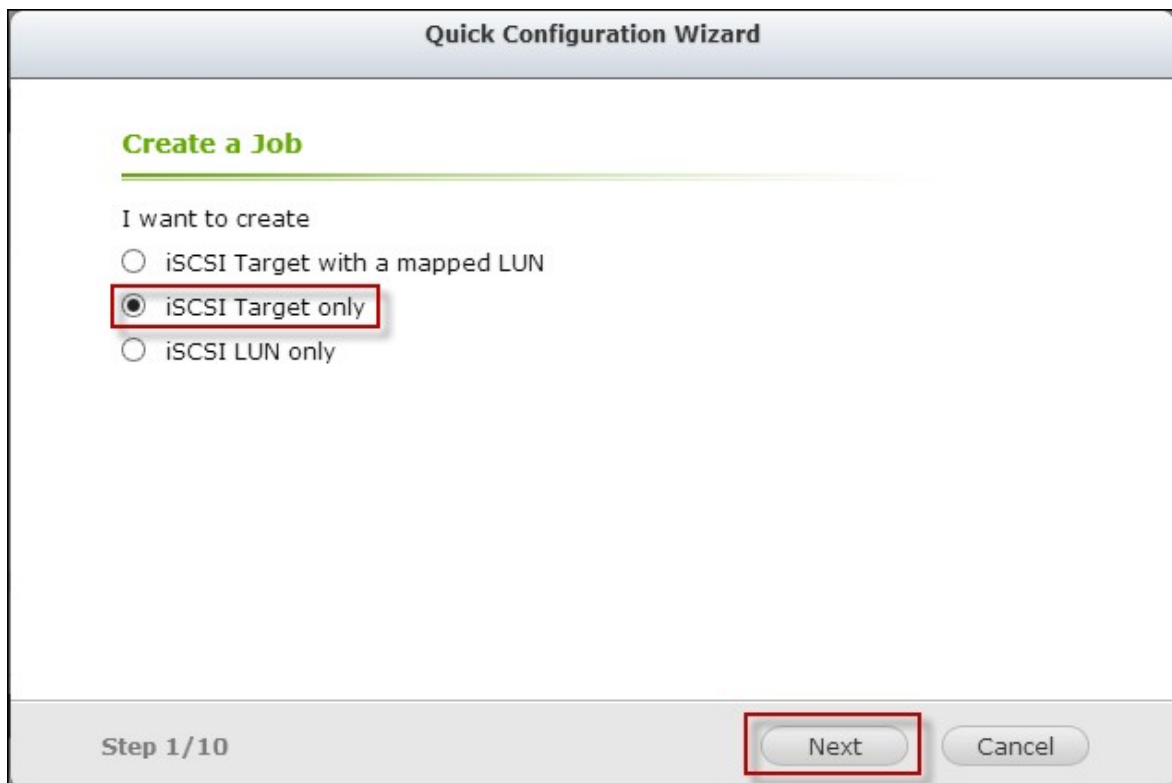 Quick Configuration Wizard
Create a Job
I want to create
iSCSI Target with a mapped LUN
iSCSI Target only
iSCSI LUN only
Step 1/10
Next
Cancel